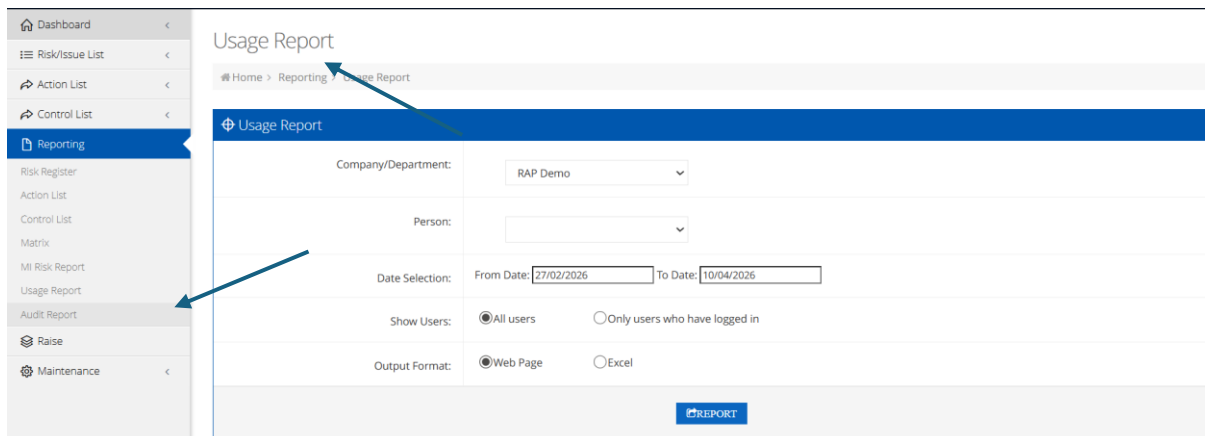 Dashboard
Risk/Issue List
Action List
Control List
Reporting
Risk Register
Action List
Control List
Matrix
MI Risk Report
Usage Report
Audit Report
Raise
Maintenance
Usage Report
Home > Reporting > Usage Report
Usage Report
Company/Department: RAP Demo
Person:
Date Selection: From Date: 27/02/2026 To Date: 10/04/2026
Show Users: All users Only users who have logged in
Output Format: Web Page Excel
REPORT